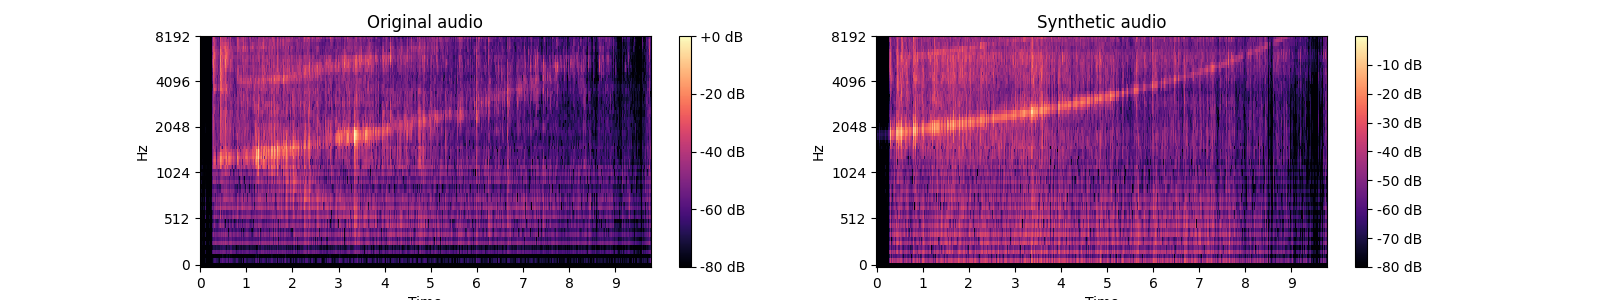 Original audio
Synthetic audio
8192
4096
2048
1024
512
0
Hz
0 1 2 3 4 5 6 7 8 9
Time
+0 dB
-20 dB
-40 dB
-60 dB
-80 dB
8192
4096
2048
1024
512
0
Hz
0 1 2 3 4 5 6 7 8 9
Time
-10 dB
-20 dB
-30 dB
-40 dB
-50 dB
-60 dB
-70 dB
-80 dB